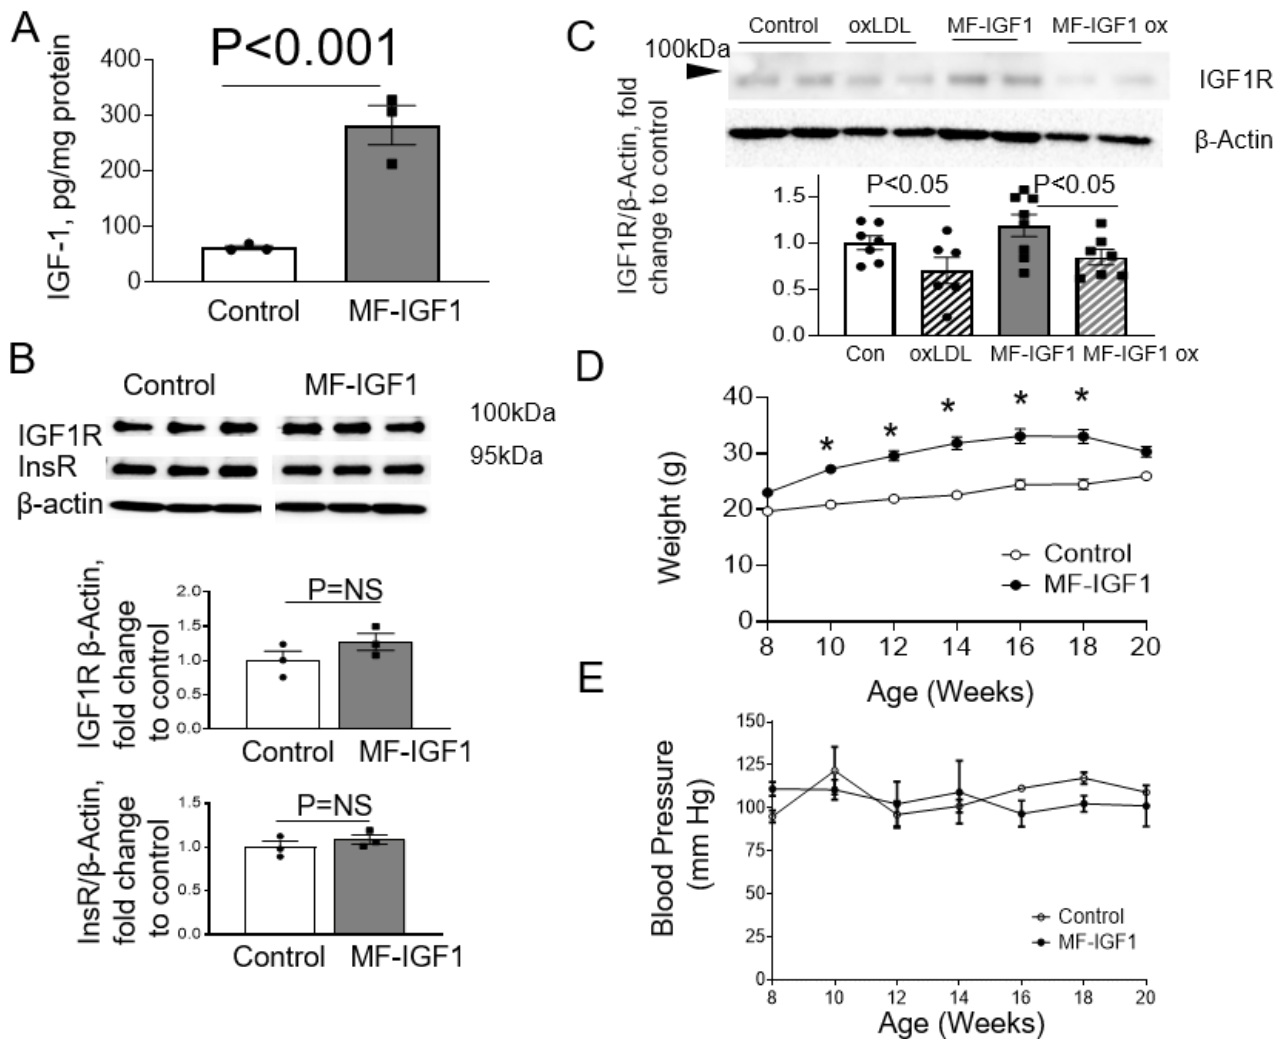 A
P<0.001
IGF-1, pg/mg protein
400
300
200
100
0
Control MF-IGF1
B
Control MF-IGF1
100kDa
IGF1R
95kDa
InsR
β-actin
IGF1R β-Actin,
fold change
to control
2.0
1.5
1.0
0.5
0.0
P=NS
Control MF-IGF1
InsR/β-Actin,
fold change
to control
1.5
1.0
0.5
0.0
P=NS
Control MF-IGF1
C
Control oxLDL MF-IGF1 MF-IGF1 ox
100kDa
IGF1R
β-Actin
IGF1R/β-Actin, fold
change to control
1.5
1.0
0.5
0.0
P<0.05 P<0.05
Con oxLDL MF-IGF1 MF-IGF1 ox
D
Weight (g)
40
30
20
10
0
* * * * *
Control
MF-IGF1
8 10 12 14 16 18 20
Age (Weeks)
E
Blood Pressure
(mm Hg)
150
125
100
75
50
25
0
Control
MF-IGF1
8 10 12 14 16 18 20
Age (Weeks)